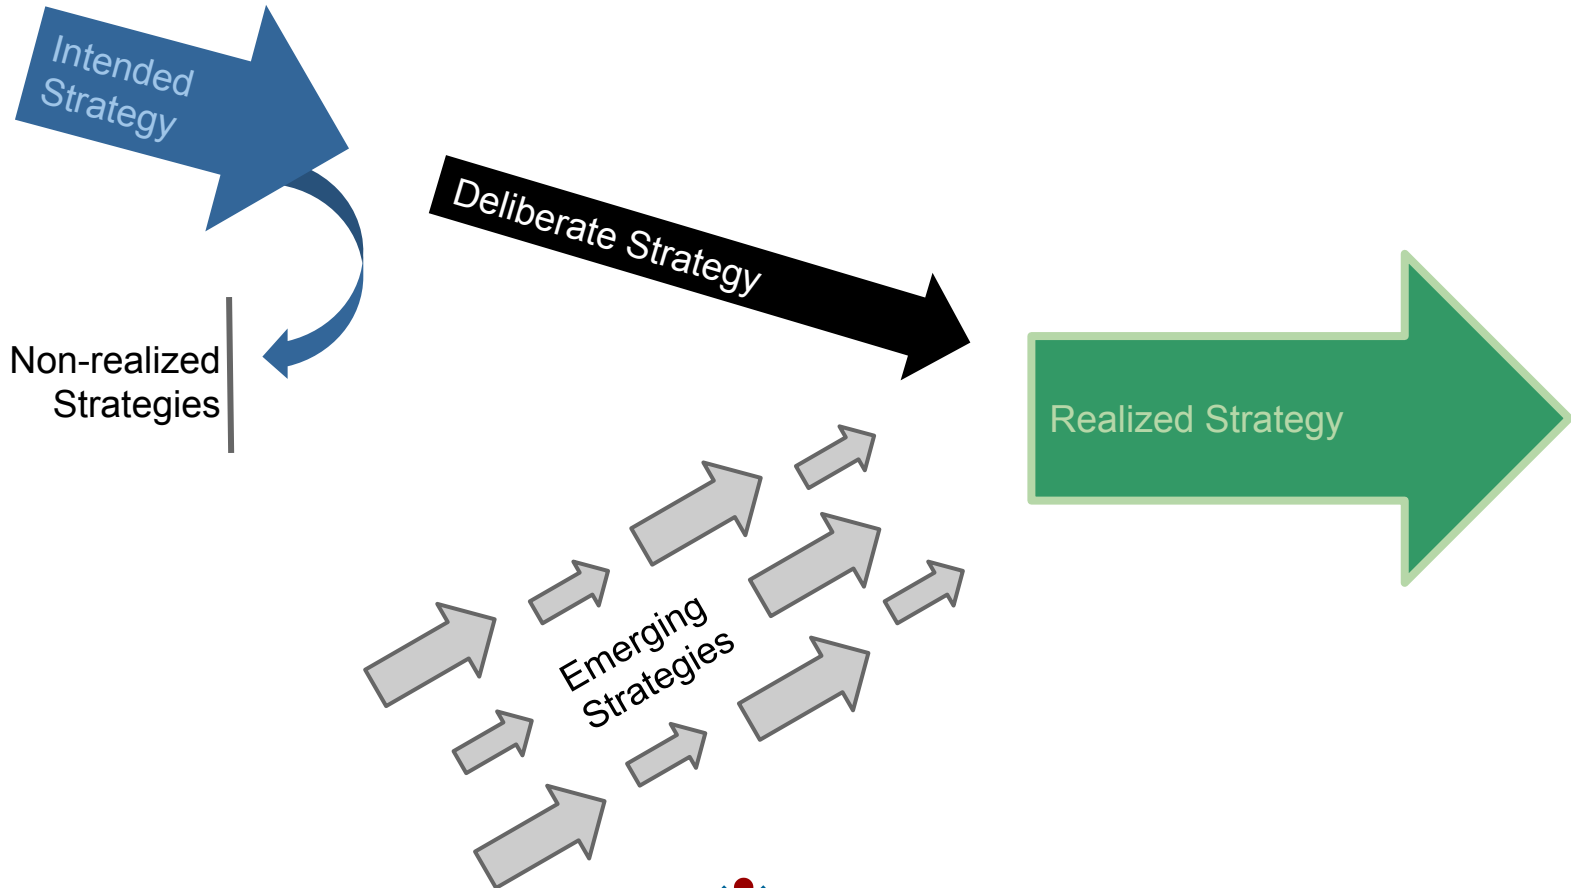 Intended
Strategy
Deliberate Strategy
Non-realized
Strategies
Realized Strategy
Emerging
Strategies